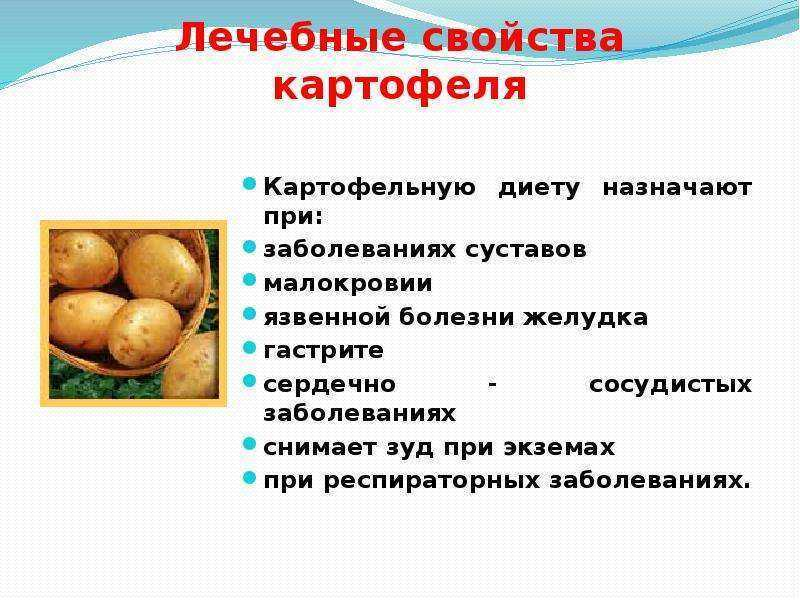 Лечебные свойства
картофеля
Картофельную диету назначают
при:
заболеваниях суставов
малокровии
язвенной болезни желудка
гастрите
сердечно - сосудистых
заболеваниях
снимает зуд при экземах
при респираторных заболеваниях.